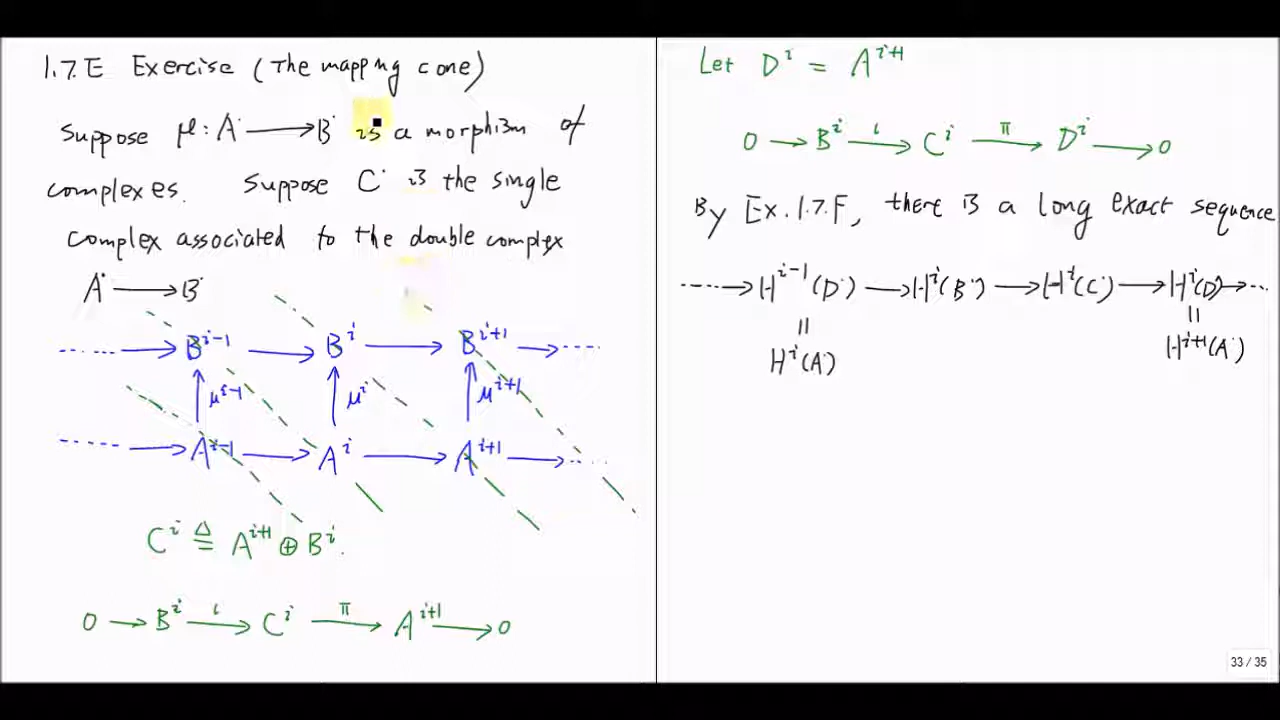 1.7.E Exercise (The mapping cone)
Suppose μ: A˙ ⟶ B˙ is a morphism of
complexes. Suppose C˙ is the single
complex associated to the double complex
A˙ ⟶ B˙
····→ B^{i-1} → B^i → B^{i+1} → ····
↑ μ^{i-1} ↑ μ^i ↑ μ^{i+1}
····→ A^{i-1} → A^i → A^{i+1} → ····
C^i ≜ A^{i+1} ⊕ B^i.
0 → B^i —ι→ C^i —π→ A^{i+1} → 0
Let D^i = A^{i+1}
0 → B^i —ι→ C^i —π→ D^i → 0
By Ex. 1.7.F, there is a long exact sequence
····→ H^{i-1}(D˙) → H^i(B˙) → H^i(C˙) → H^i(D˙) → ···
|| ||
H^i(A˙) H^{i+1}(A˙)
33 / 35